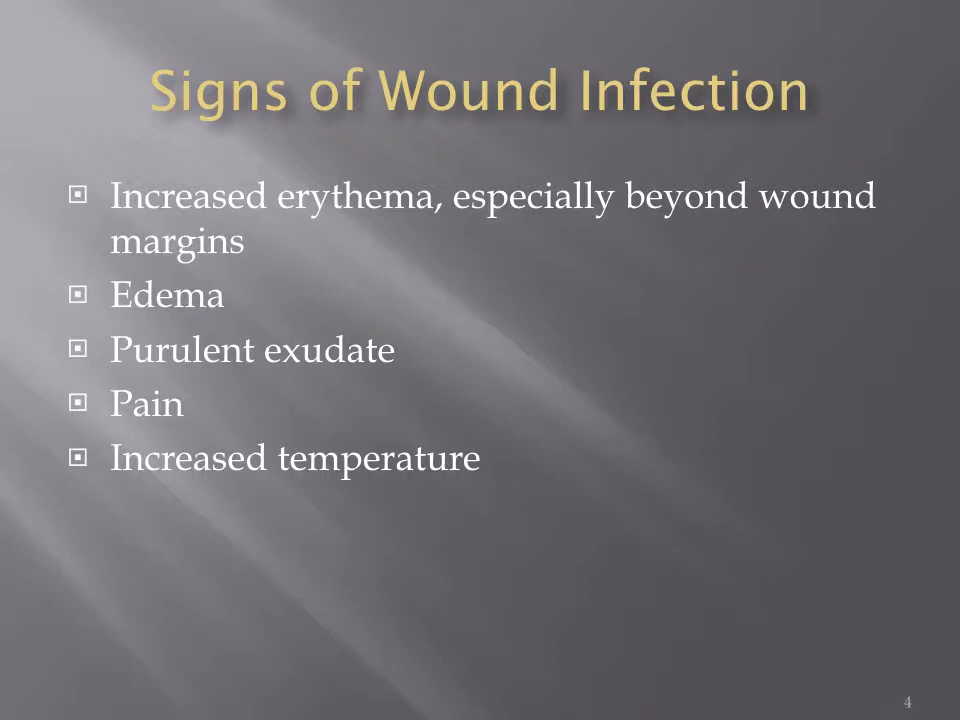 Signs of Wound Infection
Increased erythema, especially beyond wound
margins
Edema
Purulent exudate
Pain
Increased temperature
4